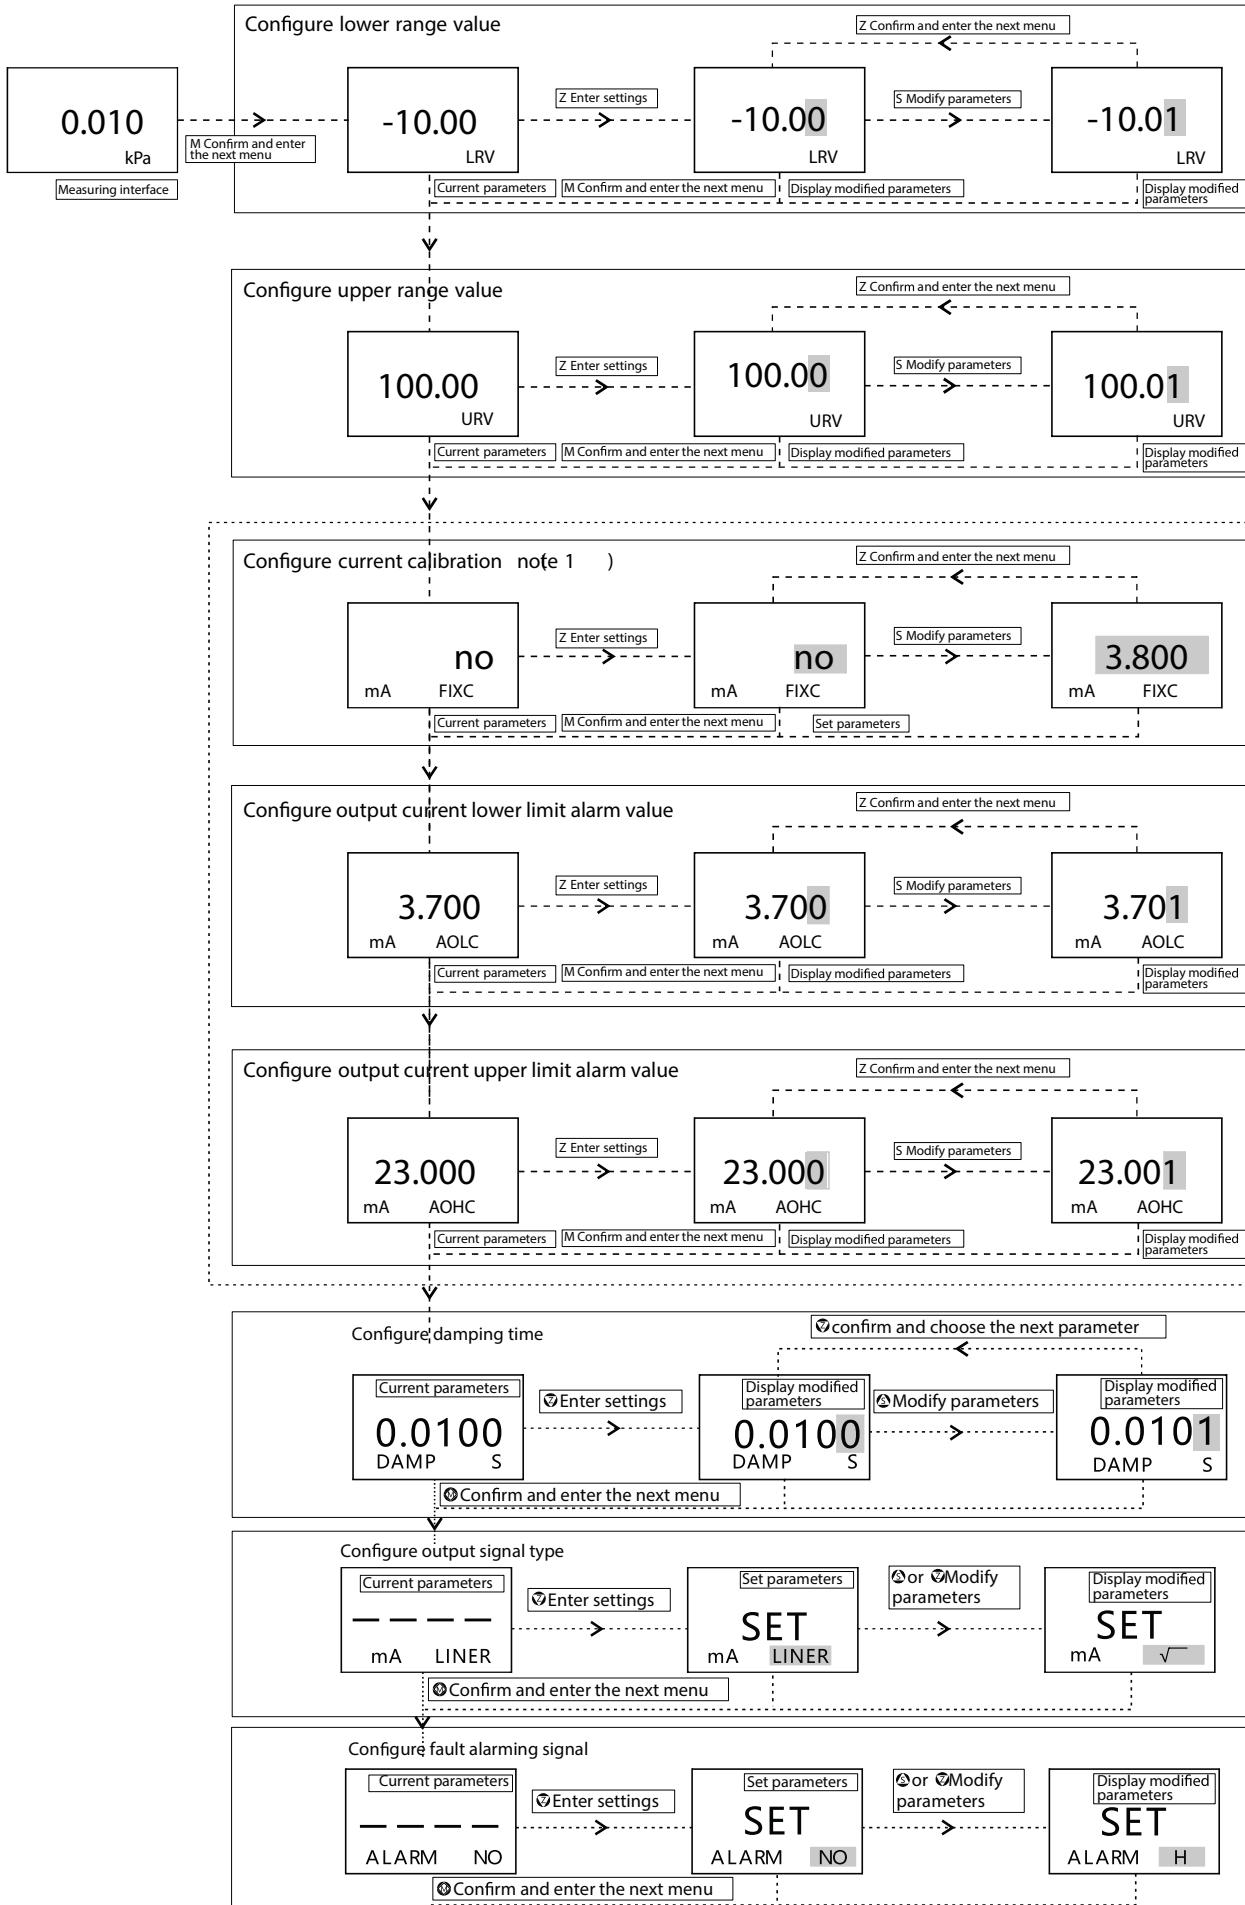 Configure lower range value
Z Confirm and enter the next menu
0.010
kPa
Measuring interface
M Confirm and enter
the next menu
-10.00
LRV
Z Enter settings
-10.00
LRV
S Modify parameters
-10.01
LRV
Current parameters
M Confirm and enter the next menu
Display modified parameters
Display modified
parameters
Configure upper range value
Z Confirm and enter the next menu
100.00
URV
Z Enter settings
100.00
URV
S Modify parameters
100.01
URV
Current parameters
M Confirm and enter the next menu
Display modified parameters
Display modified
parameters
Configure current calibration note 1 )
Z Confirm and enter the next menu
no
mA FIXC
Z Enter settings
no
mA FIXC
S Modify parameters
3.800
mA FIXC
Current parameters
M Confirm and enter the next menu
Set parameters
Configure output current lower limit alarm value
Z Confirm and enter the next menu
3.700
mA AOLC
Z Enter settings
3.700
mA AOLC
S Modify parameters
3.701
mA AOLC
Current parameters
M Confirm and enter the next menu
Display modified parameters
Display modified
parameters
Configure output current upper limit alarm value
Z Confirm and enter the next menu
23.000
mA AOHC
Z Enter settings
23.000
mA AOHC
S Modify parameters
23.001
mA AOHC
Current parameters
M Confirm and enter the next menu
Display modified parameters
Display modified
parameters
Configure damping time
Z confirm and choose the next parameter
Current parameters
0.0100
DAMP S
Z Enter settings
Display modified
parameters
0.0100
DAMP S
S Modify parameters
Display modified
parameters
0.0101
DAMP S
M Confirm and enter the next menu
Configure output signal type
Current parameters
— — — —
mA LINER
Z Enter settings
Set parameters
SET
mA LINER
S or Z Modify
parameters
Display modified
parameters
SET
mA √
M Confirm and enter the next menu
Configure fault alarming signal
Current parameters
— — — —
ALARM NO
Z Enter settings
Set parameters
SET
ALARM NO
S or Z Modify
parameters
Display modified
parameters
SET
ALARM H
M Confirm and enter the next menu